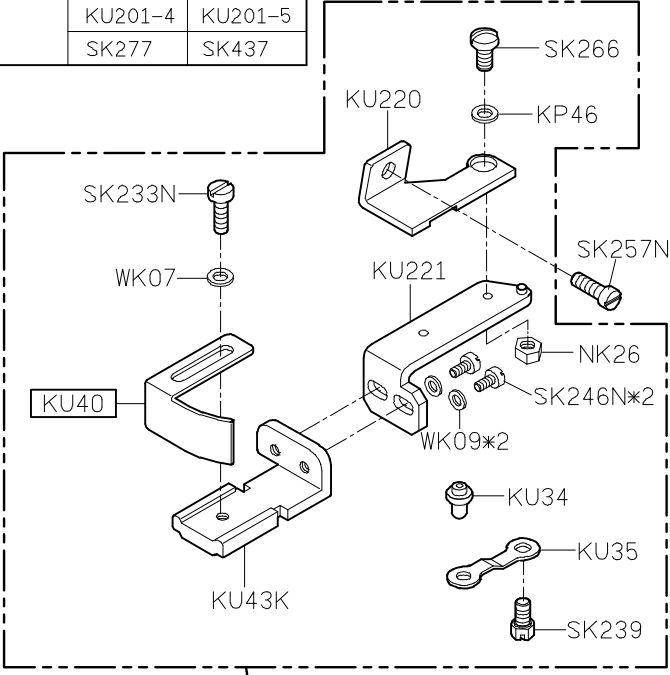 KU201-4 KU201-5
SK277 SK437
SK266
KU220
KP46
SK233N
SK257N
WK07
KU221
NK26
SK246N*2
KU40
WK09*2
KU34
KU35
KU43K
SK239